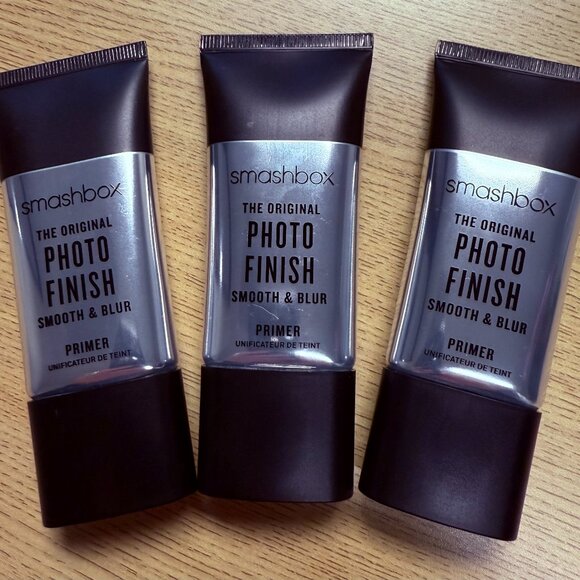 smashbox
THE ORIGINAL
PHOTO
FINISH
SMOOTH & BLUR
PRIMER
UNIFICATEUR DE TEINT
smashbox
THE ORIGINAL
PHOTO
FINISH
SMOOTH & BLUR
PRIMER
UNIFICATEUR DE TEINT
smashbox
THE ORIGINAL
PHOTO
FINISH
SMOOTH & BLUR
PRIMER
UNIFICATEUR DE TEINT